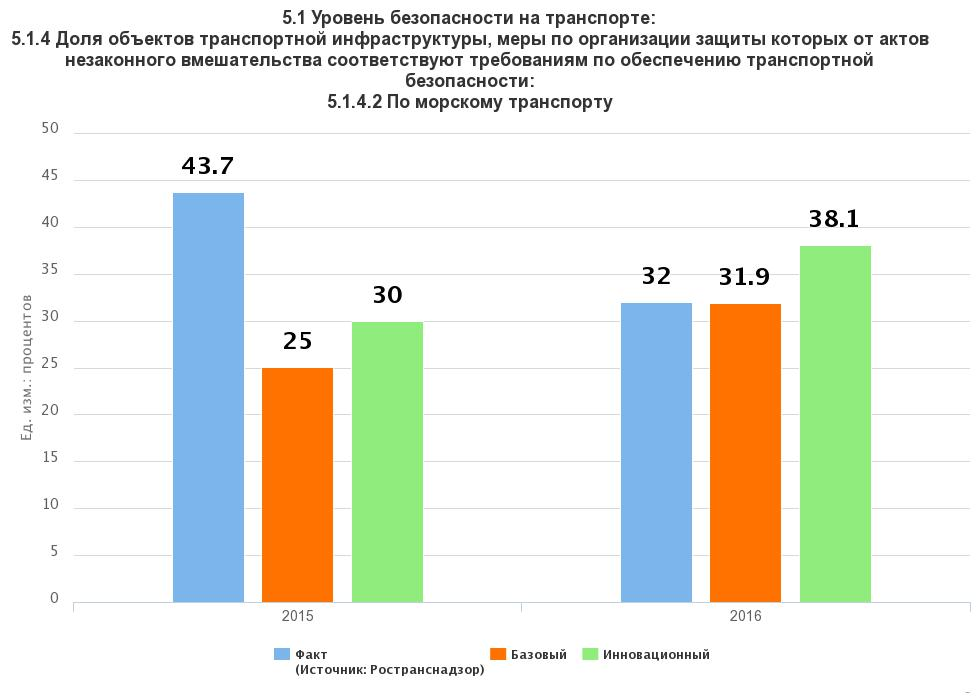 5.1 Уровень безопасности на транспорте:
5.1.4 Доля объектов транспортной инфраструктуры, меры по организации защиты которых от актов
незаконного вмешательства соответствуют требованиям по обеспечению транспортной
безопасности:
5.1.4.2 По морскому транспорту
50
45
40
35
30
25
20
15
10
5
0
Ед. изм.: процентов
43.7
25
30
32
31.9
38.1
2015
2016
Факт
(Источник: Ространснадзор)
Базовый
Инновационный